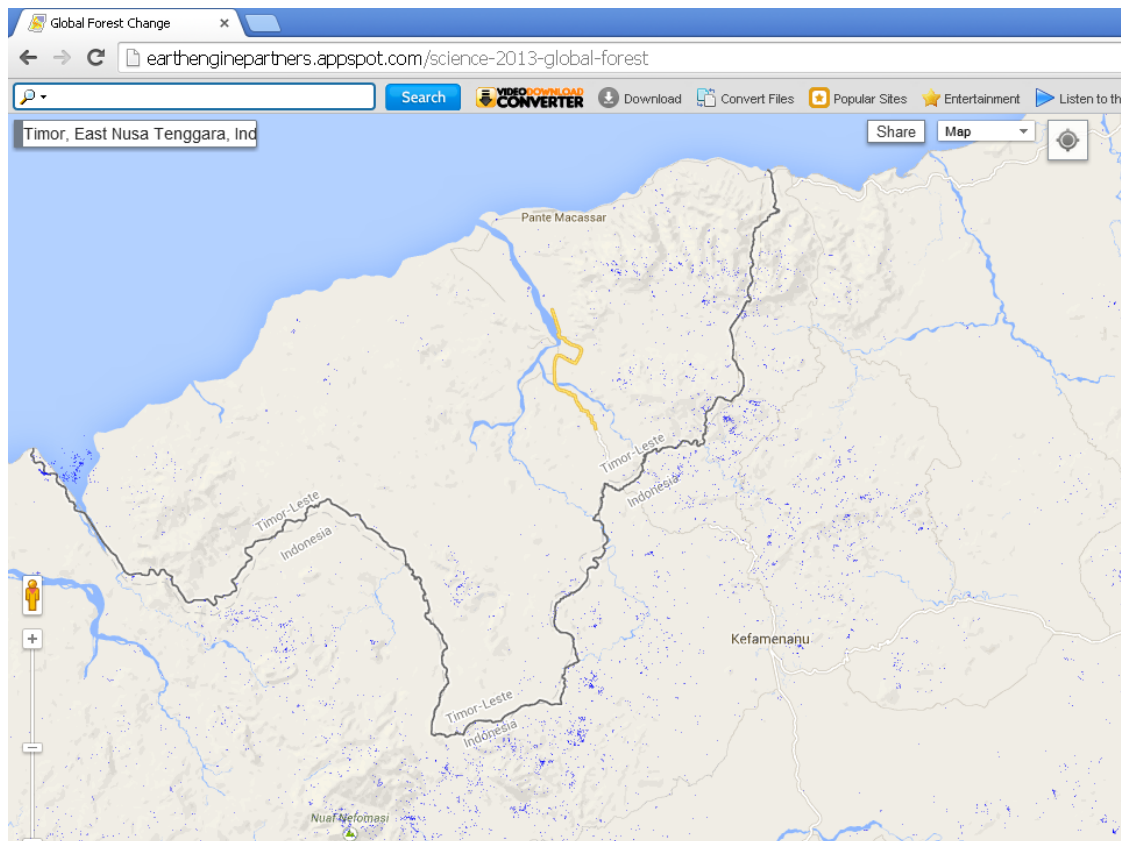 Global Forest Change
earthenginepartners.appspot.com/science-2013-global-forest
Search VIDEO DOWNLOAD CONVERTER Download Convert Files Popular Sites Entertainment Listen to th
Timor, East Nusa Tenggara, Ind
Share Map
Pante Macassar
Timor-Leste
Indonesia
Timor-Leste
Indonesia
Kefamenanu
Timor-Leste
Indonesia
Nuaf Nefomasi